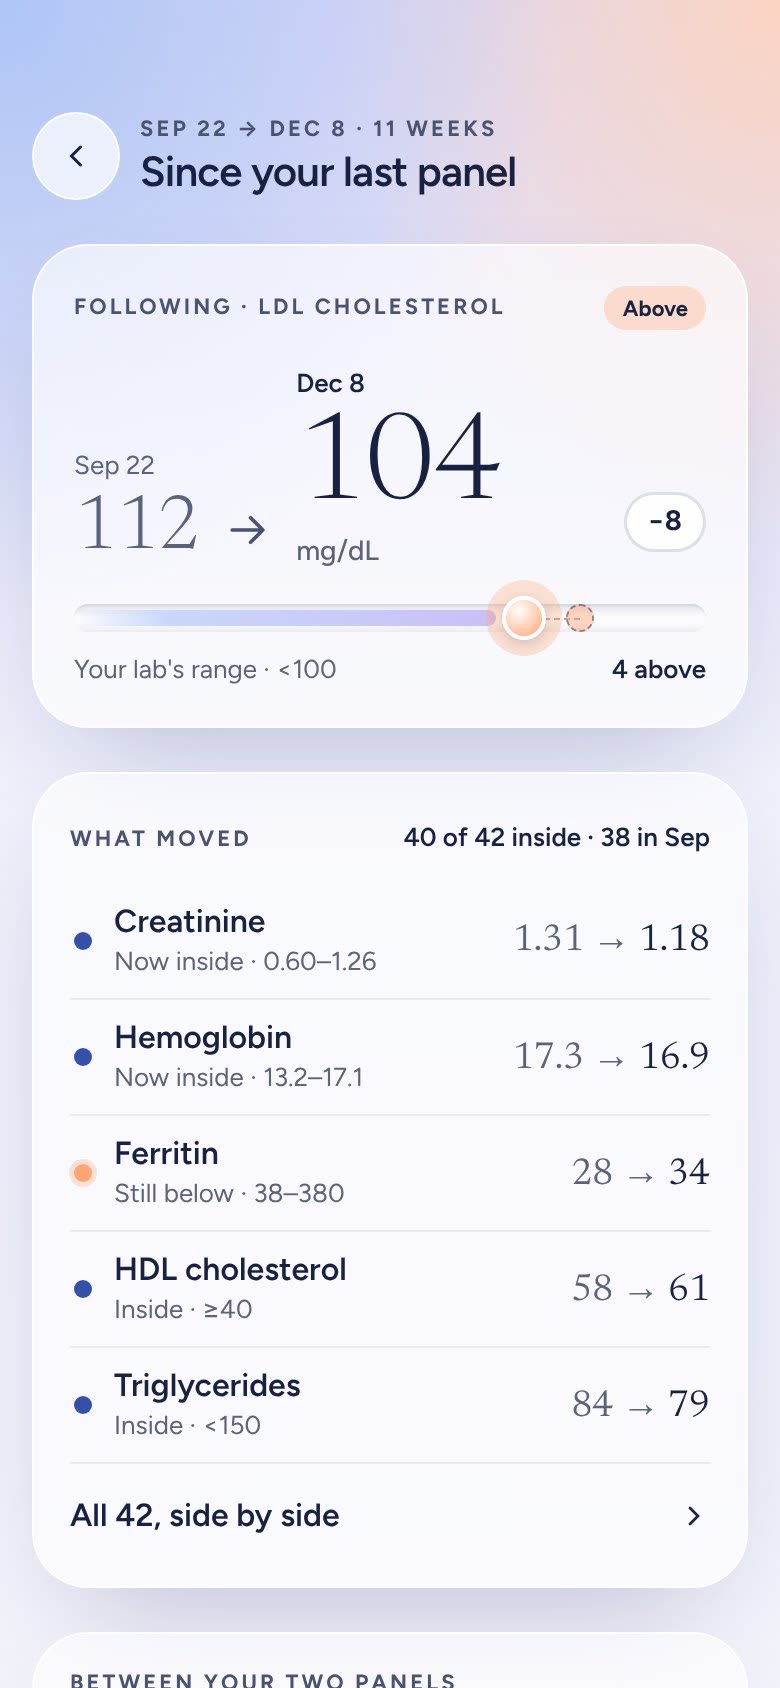 SEP 22 → DEC 8 · 11 WEEKS
Since your last panel
FOLLOWING · LDL CHOLESTEROL
Above
Dec 8
104
Sep 22
112 →
mg/dL
-8
Your lab's range · <100
4 above
WHAT MOVED
40 of 42 inside · 38 in Sep
Creatinine
Now inside · 0.60–1.26
1.31 → 1.18
Hemoglobin
Now inside · 13.2–17.1
17.3 → 16.9
Ferritin
Still below · 38–380
28 → 34
HDL cholesterol
Inside · ≥40
58 → 61
Triglycerides
Inside · <150
84 → 79
All 42, side by side
BETWEEN YOUR TWO PANELS